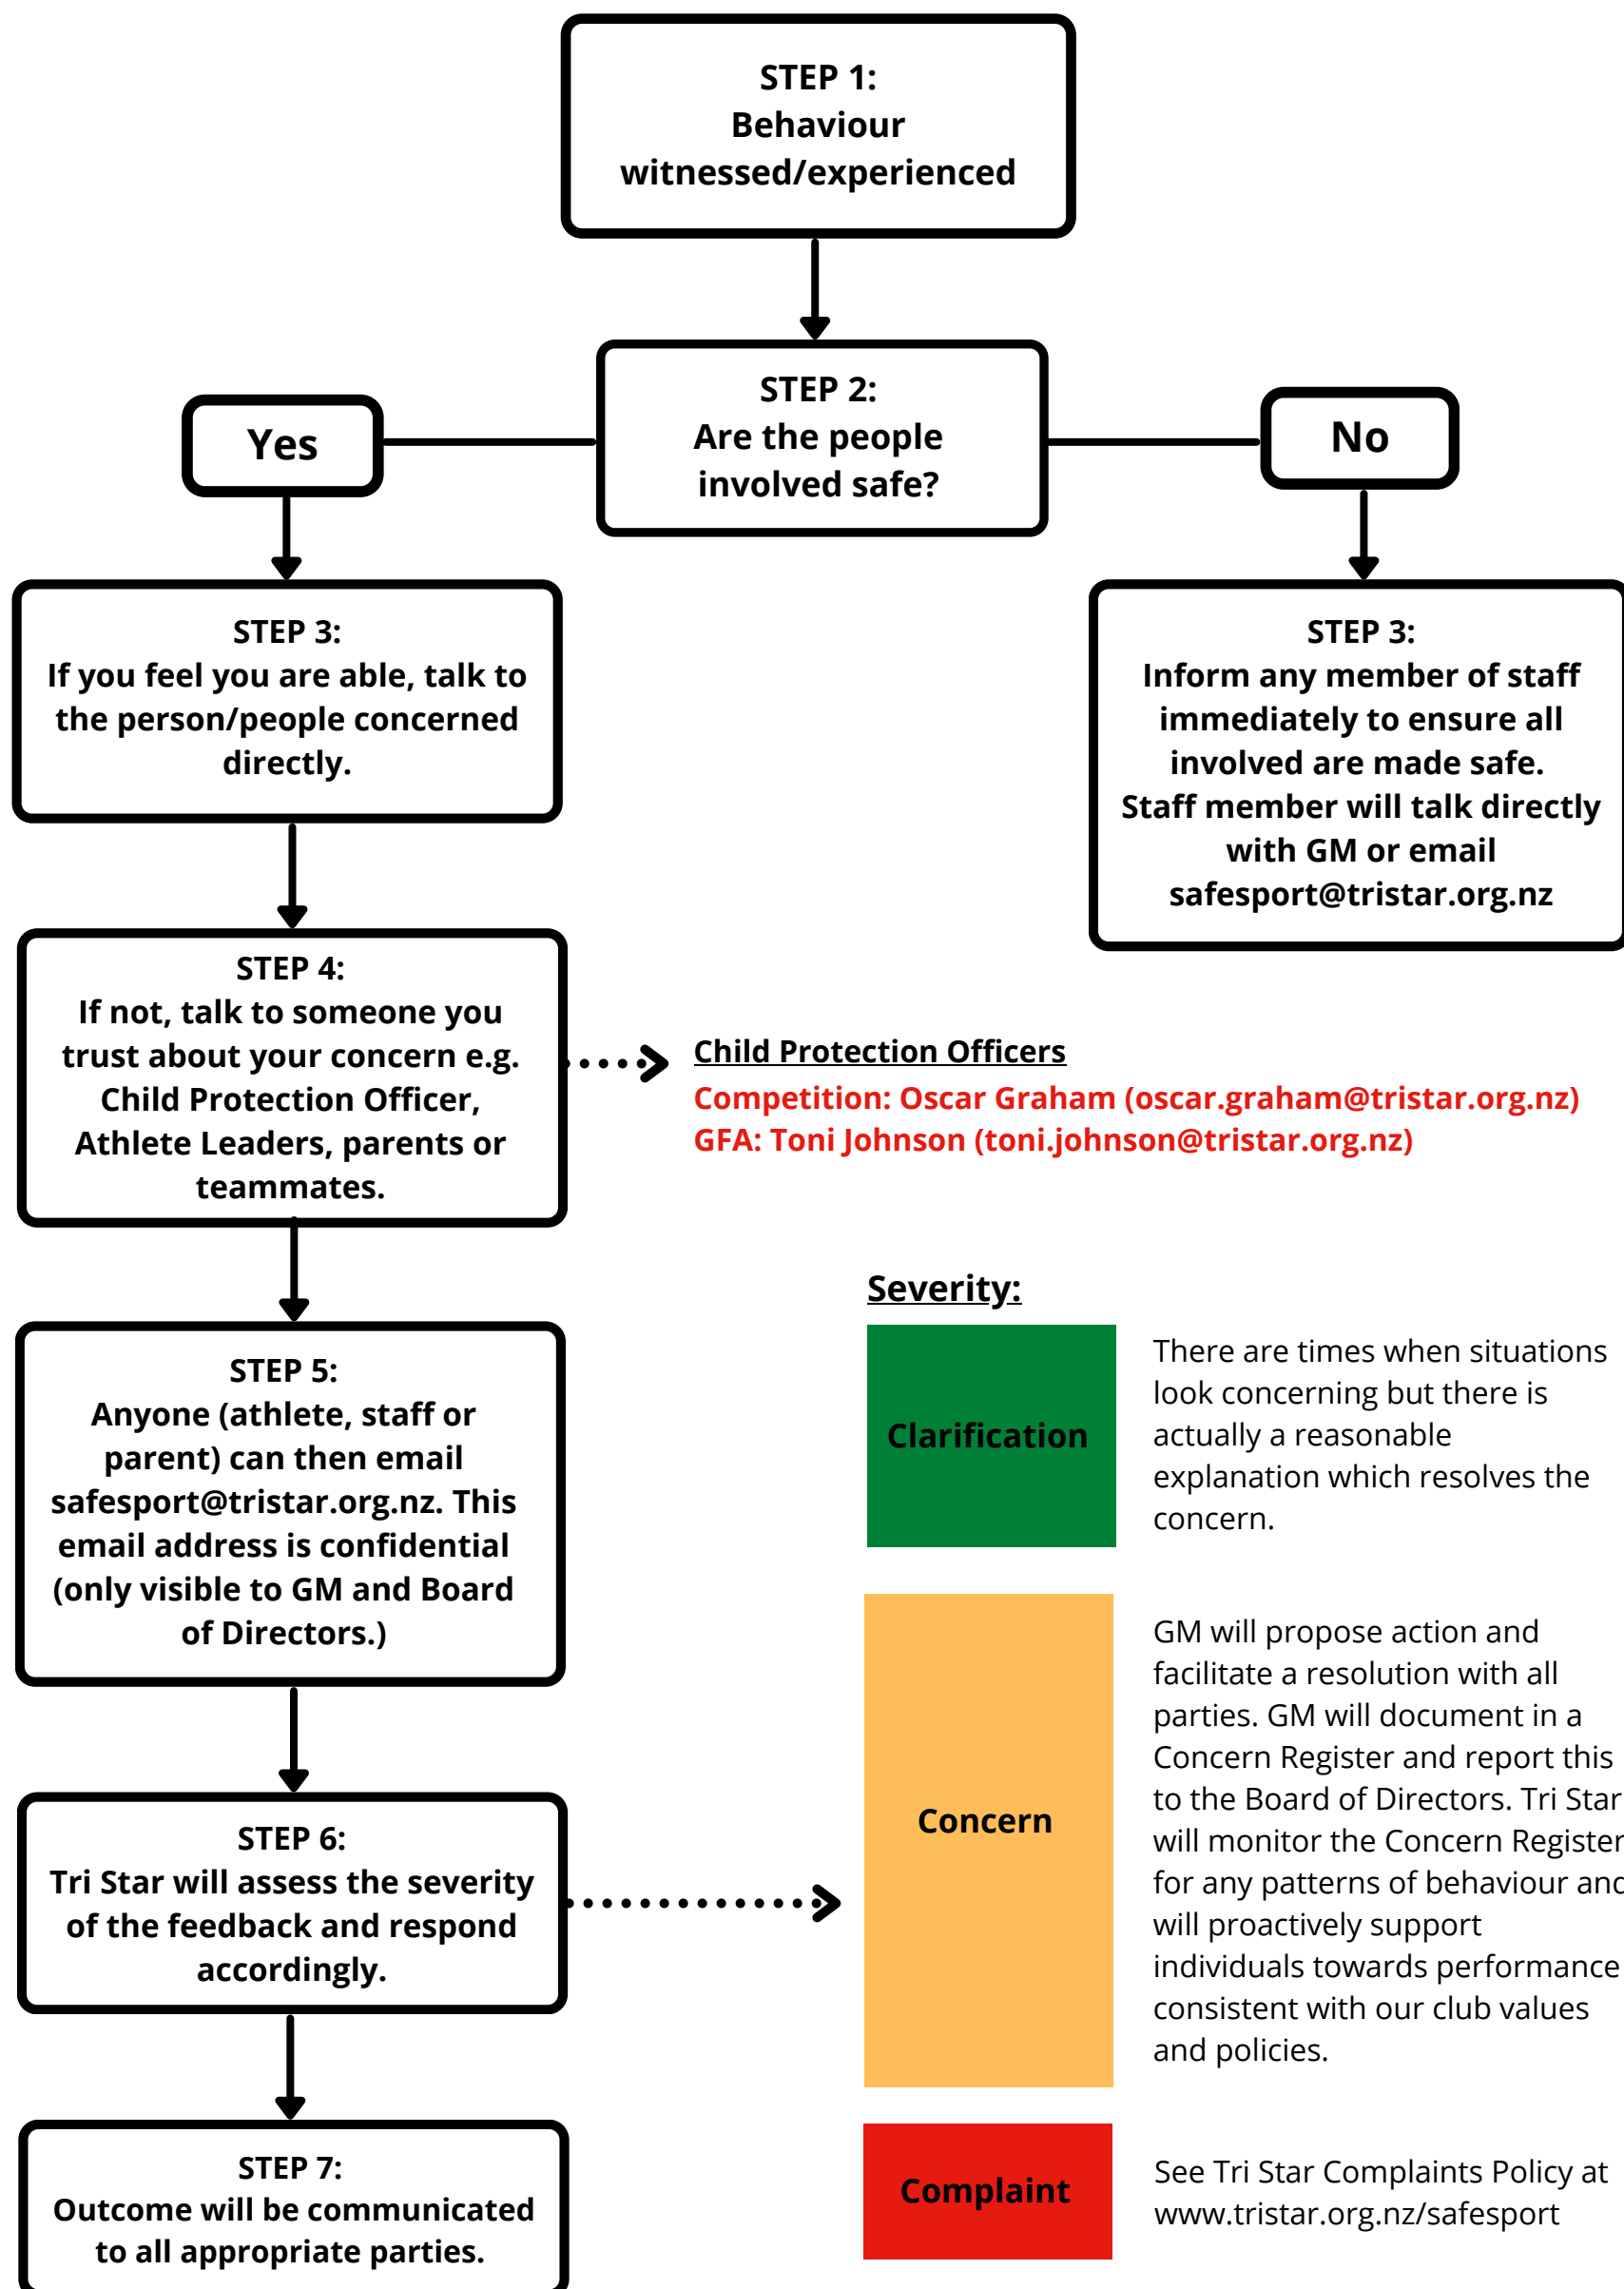 STEP 1:
Behaviour
witnessed/experienced
STEP 2:
Are the people
involved safe?
Yes
No
STEP 3:
If you feel you are able, talk to
the person/people concerned
directly.
STEP 3:
Inform any member of staff
immediately to ensure all
involved are made safe.
Staff member will talk directly
with GM or email
safesport@tristar.org.nz
STEP 4:
If not, talk to someone you
trust about your concern e.g.
Child Protection Officer,
Athlete Leaders, parents or
teammates.
Child Protection Officers
Competition: Oscar Graham (oscar.graham@tristar.org.nz)
GFA: Toni Johnson (toni.johnson@tristar.org.nz)
STEP 5:
Anyone (athlete, staff or
parent) can then email
safesport@tristar.org.nz. This
email address is confidential
(only visible to GM and Board
of Directors.)
STEP 6:
Tri Star will assess the severity
of the feedback and respond
accordingly.
STEP 7:
Outcome will be communicated
to all appropriate parties.
Severity:
Clarification
There are times when situations
look concerning but there is
actually a reasonable
explanation which resolves the
concern.
Concern
GM will propose action and
facilitate a resolution with all
parties. GM will document in a
Concern Register and report this
to the Board of Directors. Tri Star
will monitor the Concern Register
for any patterns of behaviour and
will proactively support
individuals towards performance
consistent with our club values
and policies.
Complaint
See Tri Star Complaints Policy at
www.tristar.org.nz/safesport